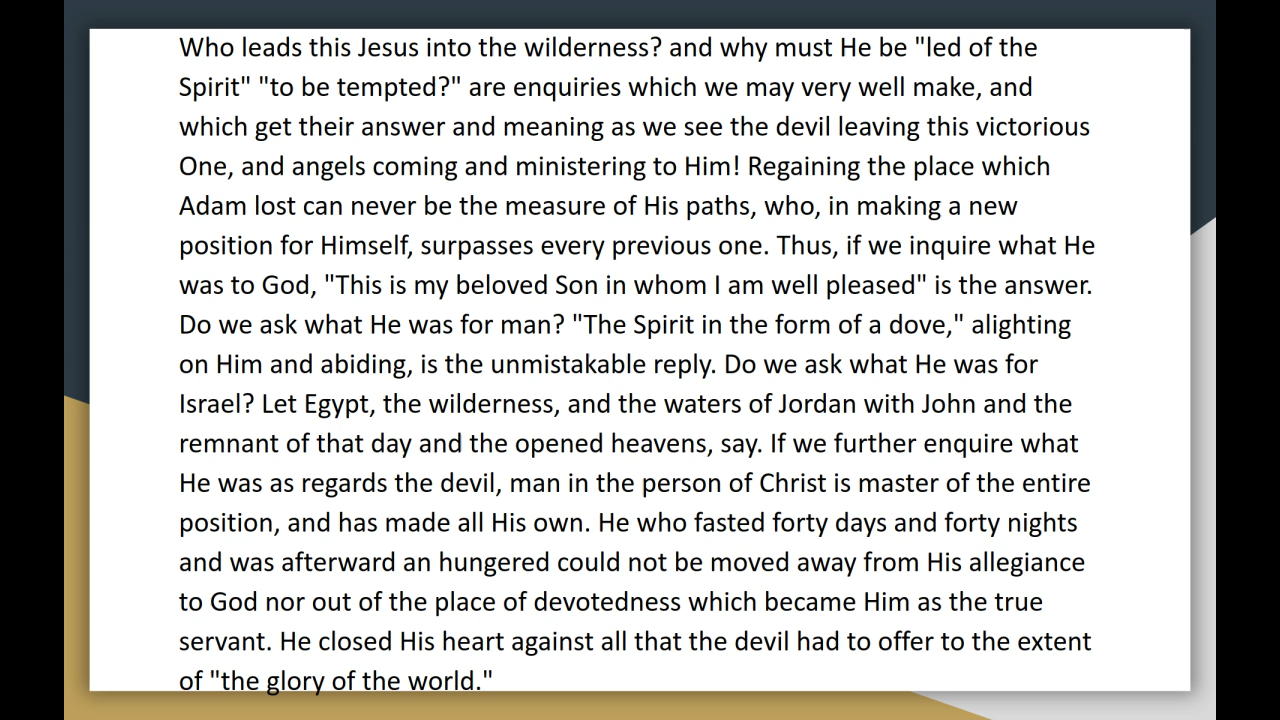 Who leads this Jesus into the wilderness? and why must He be "led of the
Spirit" "to be tempted?" are enquiries which we may very well make, and
which get their answer and meaning as we see the devil leaving this victorious
One, and angels coming and ministering to Him! Regaining the place which
Adam lost can never be the measure of His paths, who, in making a new
position for Himself, surpasses every previous one. Thus, if we inquire what He
was to God, "This is my beloved Son in whom I am well pleased" is the answer.
Do we ask what He was for man? "The Spirit in the form of a dove," alighting
on Him and abiding, is the unmistakable reply. Do we ask what He was for
Israel? Let Egypt, the wilderness, and the waters of Jordan with John and the
remnant of that day and the opened heavens, say. If we further enquire what
He was as regards the devil, man in the person of Christ is master of the entire
position, and has made all His own. He who fasted forty days and forty nights
and was afterward an hungered could not be moved away from His allegiance
to God nor out of the place of devotedness which became Him as the true
servant. He closed His heart against all that the devil had to offer to the extent
of "the glory of the world."